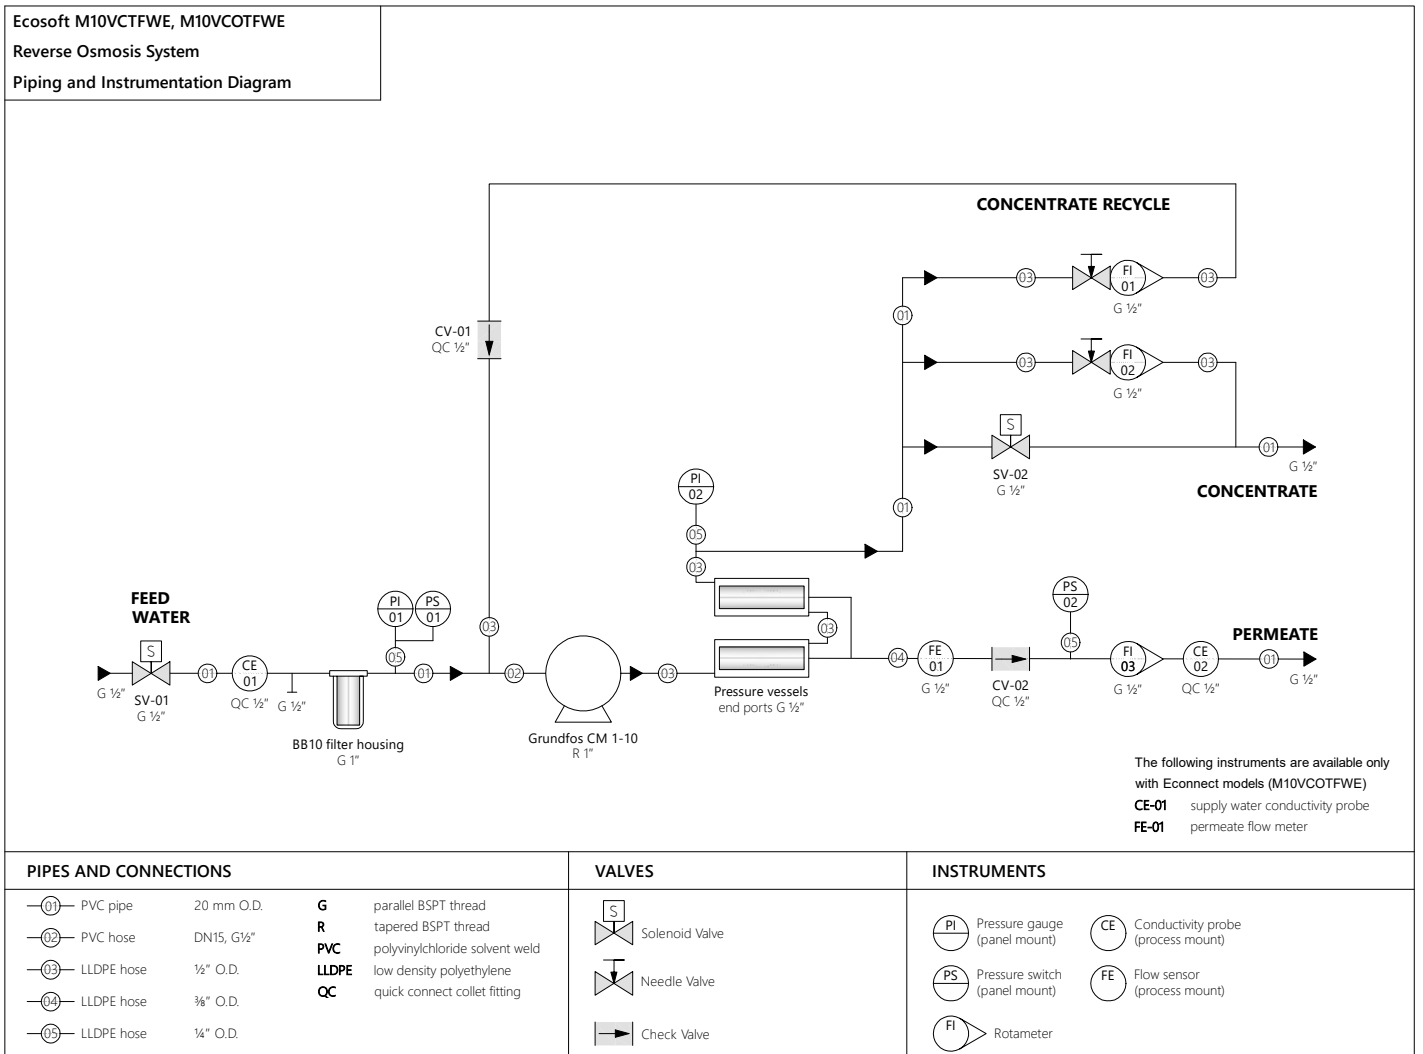 Ecosoft M10VCTFWE, M10VCOTFWE
Reverse Osmosis System
Piping and Instrumentation Diagram
CONCENTRATE RECYCLE
03
FI
01
03
G ½”
01
CV-01
QC ½”
03
FI
02
03
G ½”
S
SV-02
G ½”
01
G ½”
CONCENTRATE
PI
02
01
05
03
FEED
WATER
S
G ½”
SV-01
G ½”
01
CE
01
QC ½”
G ½”
BB10 filter housing
G 1”
PI
01
PS
01
05
01
03
02
Grundfos CM 1-10
R 1”
03
03
Pressure vessels
end ports G ½”
04
FE
01
G ½”
CV-02
QC ½”
PS
02
05
FI
03
G ½”
CE
02
QC ½”
PERMEATE
01
G ½”
The following instruments are available only
with Econnect models (M10VCOTFWE)
CE-01 supply water conductivity probe
FE-01 permeate flow meter
PIPES AND CONNECTIONS
01 PVC pipe 20 mm O.D.
02 PVC hose DN15, G½”
03 LLDPE hose ½” O.D.
04 LLDPE hose ⅜” O.D.
05 LLDPE hose ¼” O.D.
G parallel BSPT thread
R tapered BSPT thread
PVC polyvinylchloride solvent weld
LLDPE low density polyethylene
QC quick connect collet fitting
VALVES
S
Solenoid Valve
Needle Valve
Check Valve
INSTRUMENTS
PI Pressure gauge
(panel mount)
PS Pressure switch
(panel mount)
FI Rotameter
CE Conductivity probe
(process mount)
FE Flow sensor
(process mount)